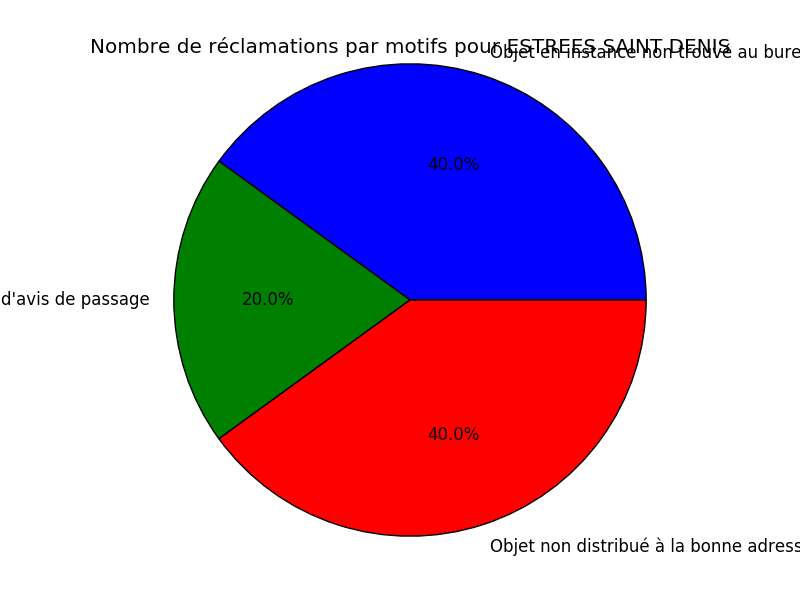 Nombre de réclamations par motifs pour ESTREES SAINT DENIS
Objet en instance non trouvé au bure
40.0%
d'avis de passage
20.0%
40.0%
Objet non distribué à la bonne adress